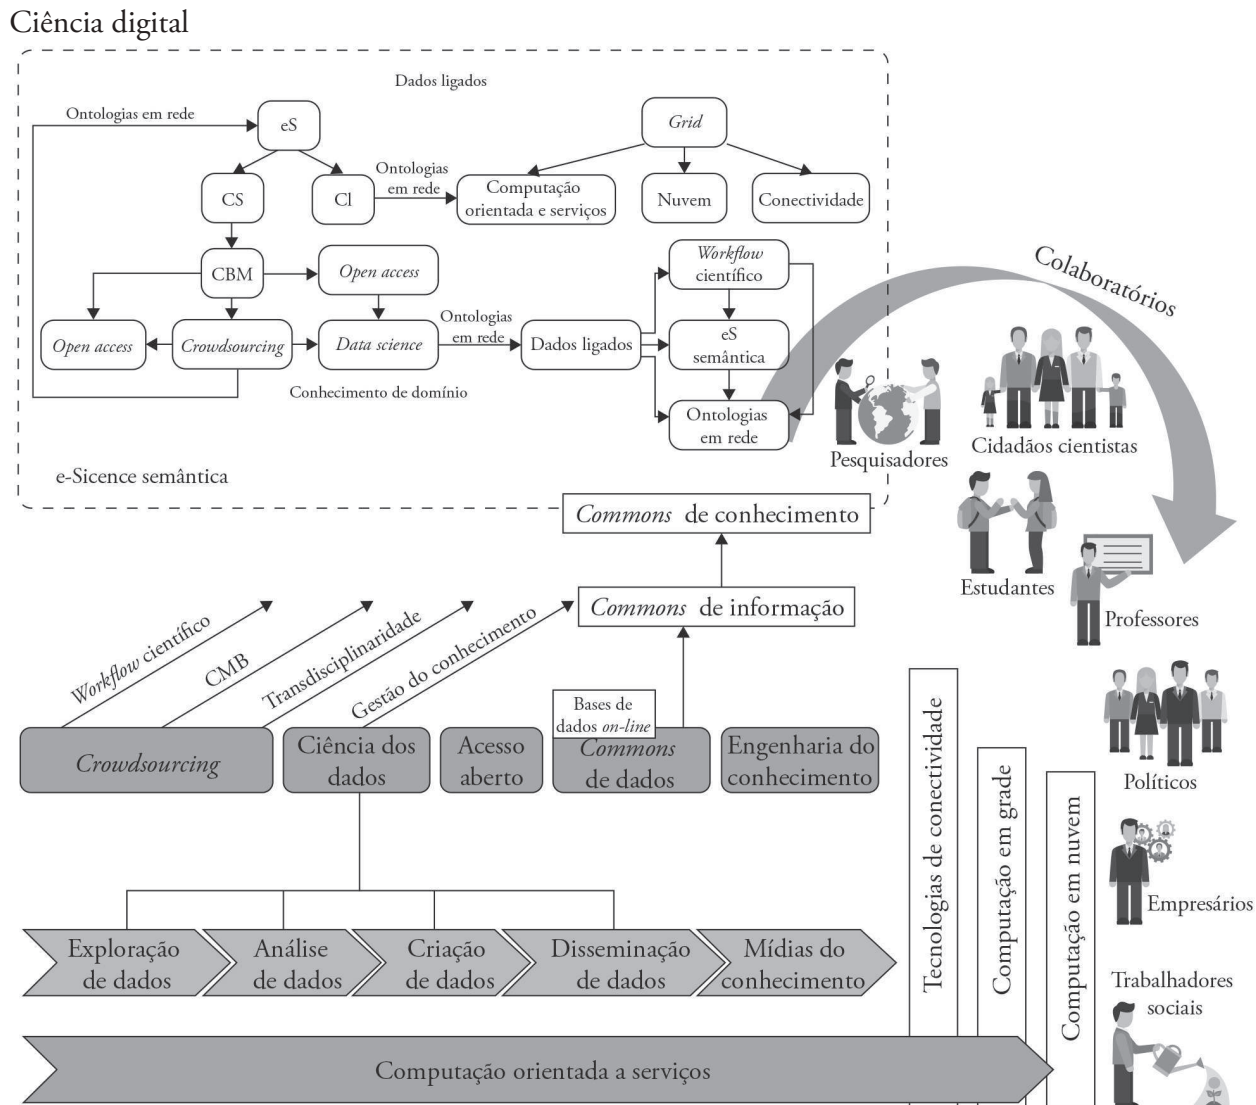 Ciência digital
Dados ligados
Ontologias em rede
eS
Grid
CS
Cl
Ontologias
em rede
Computação
orientada e serviços
Nuvem
Conectividade
CBM
Open access
Workflow
científico
Open access
Crowdsourcing
Data science
Ontologias
em rede
Dados ligados
eS
semântica
Conhecimento de domínio
Ontologias
em rede
e-Sicence semântica
Colaboratórios
Pesquisadores
Cidadãos cientistas
Estudantes
Professores
Políticos
Empresários
Trabalhadores
sociais
Commons de conhecimento
Commons de informação
Workflow científico
CMB
Transdisciplinaridade
Gestão do conhecimento
Bases de
dados on-line
Crowdsourcing
Ciência dos
dados
Acesso
aberto
Commons
de dados
Engenharia do
conhecimento
Tecnologias de conectividade
Computação em grade
Computação em nuvem
Exploração
de dados
Análise
de dados
Criação
de dados
Disseminação
de dados
Mídias do
conhecimento
Computação orientada a serviços